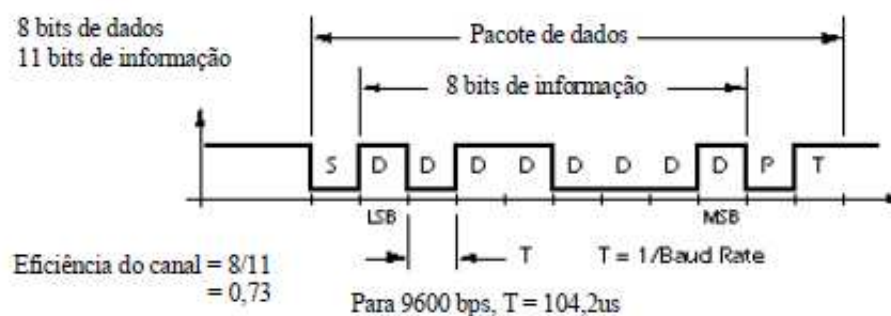 8 bits de dados
11 bits de informação
Pacote de dados
8 bits de informação
S D D D D D D D D P T
LSB MSB
T T = 1/Baud Rate
Eficiência do canal = 8/11
= 0,73
Para 9600 bps, T = 104,2us